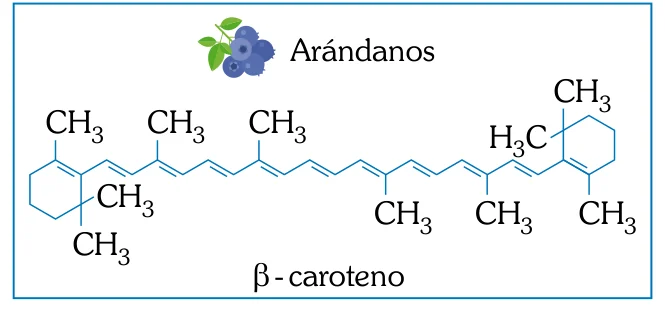 Arándanos
CH₃
CH₃ CH₃ CH₃
H₃C
CH₃
CH₃ CH₃ CH₃
CH₃
β-caroteno